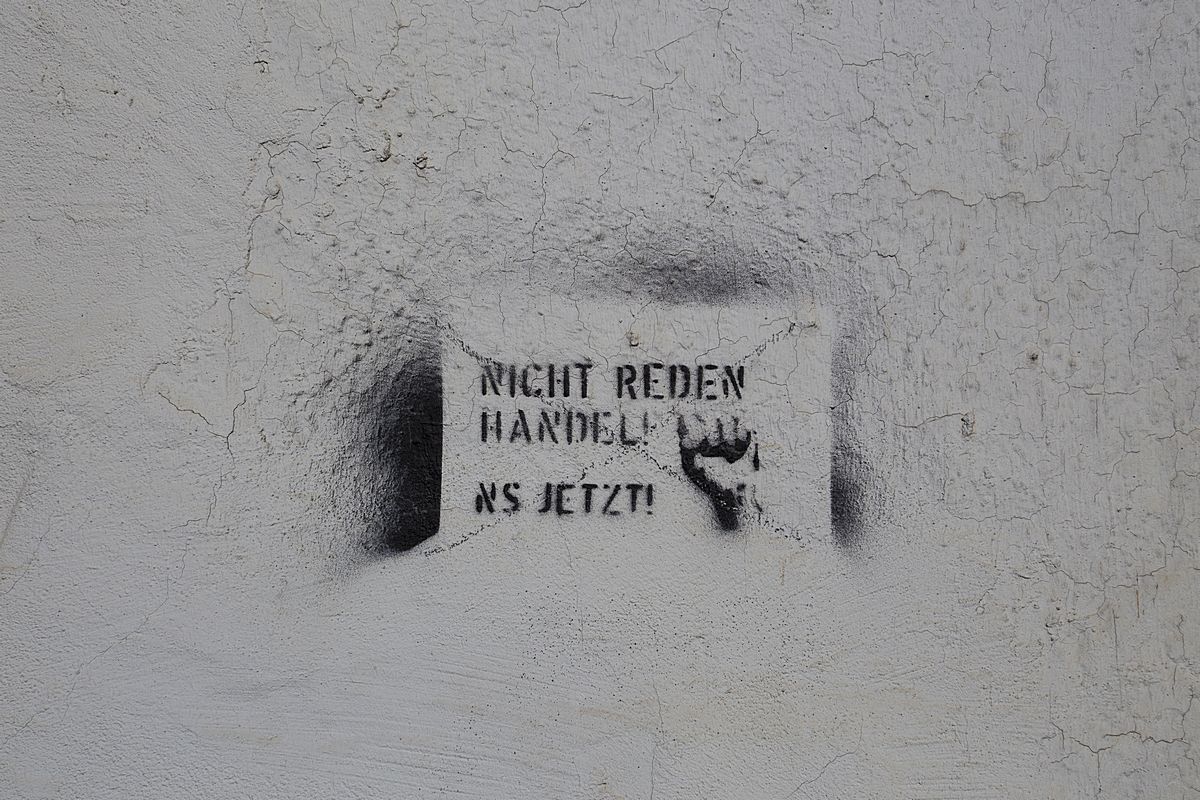 NICHT REDEN
HANDEL!
NS JETZT!